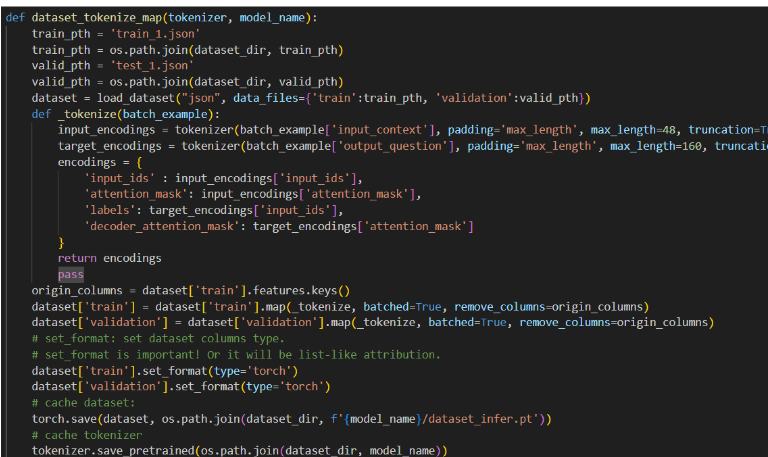 def dataset_tokenize_map(tokenizer, model_name):
    train_pth = 'train_1.json'
    train_pth = os.path.join(dataset_dir, train_pth)
    valid_pth = 'test_1.json'
    valid_pth = os.path.join(dataset_dir, valid_pth)
    dataset = load_dataset("json", data_files={'train':train_pth, 'validation':valid_pth})
    def _tokenize(batch_example):
        input_encodings = tokenizer(batch_example['input_context'], padding='max_length', max_length=48, truncation=T
        target_encodings = tokenizer(batch_example['output_question'], padding='max_length', max_length=160, truncati
        encodings = {
            'input_ids' : input_encodings['input_ids'],
            'attention_mask': input_encodings['attention_mask'],
            'labels': target_encodings['input_ids'],
            'decoder_attention_mask': target_encodings['attention_mask']
        }
        return encodings
        pass
    origin_columns = dataset['train'].features.keys()
    dataset['train'] = dataset['train'].map(_tokenize, batched=True, remove_columns=origin_columns)
    dataset['validation'] = dataset['validation'].map(_tokenize, batched=True, remove_columns=origin_columns)
    # set_format: set dataset columns type.
    # set_format is important! Or it will be list-like attribution.
    dataset['train'].set_format(type='torch')
    dataset['validation'].set_format(type='torch')
    # cache dataset:
    torch.save(dataset, os.path.join(dataset_dir, f'{model_name}/dataset_infer.pt'))
    # cache tokenizer
    tokenizer.save_pretrained(os.path.join(dataset_dir, model_name))